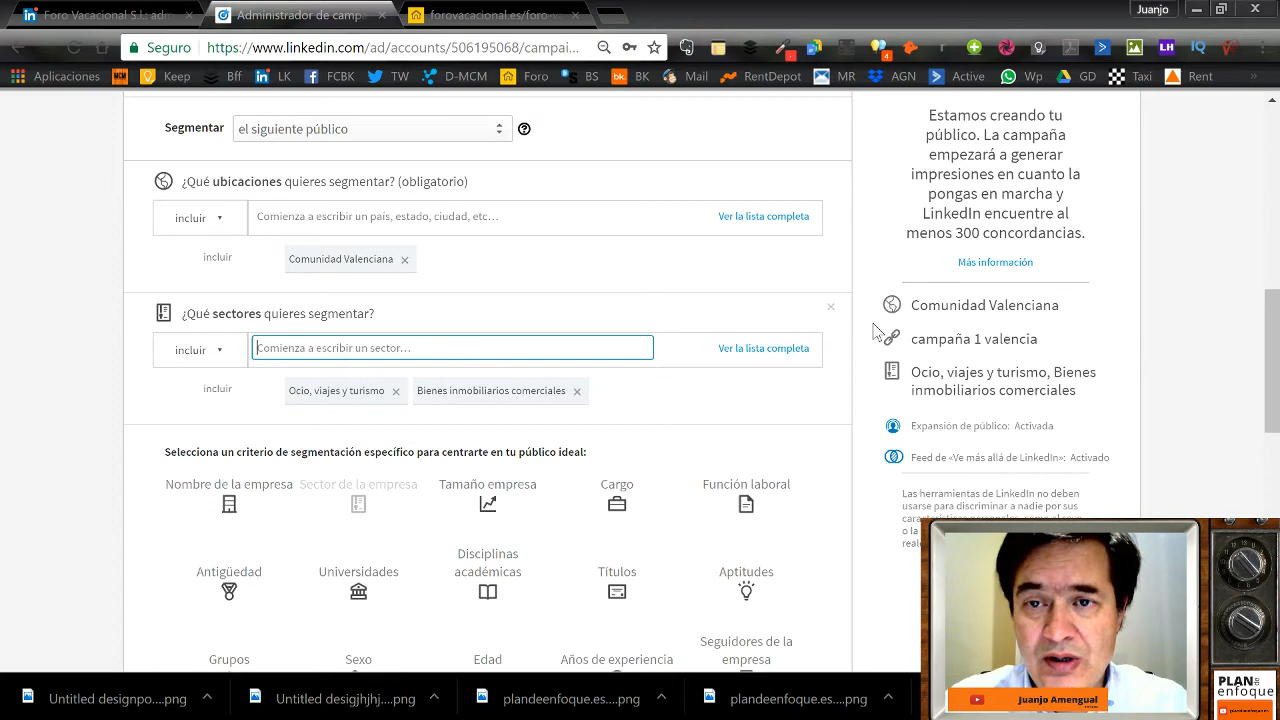 Foro Vacacional S.L.: adm
Administrador de campa
forovacacional.es/foro-v
Juanjo
Seguro
https://www.linkedin.com/ad/accounts/506195068/campai...
Aplicaciones
Keep
Bff
LK
FCBK
TW
D-MCM
Foro
BS
BK
Mail
RentDepot
MR
AGN
Active
Wp
GD
Taxi
Rent
Segmentar
el siguiente público
¿Qué ubicaciones quieres segmentar? (obligatorio)
incluir
Comienza a escribir un país, estado, ciudad, etc...
Ver la lista completa
incluir
Comunidad Valenciana
¿Qué sectores quieres segmentar?
incluir
Comienza a escribir un sector...
Ver la lista completa
incluir
Ocio, viajes y turismo
Bienes inmobiliarios comerciales
Selecciona un criterio de segmentación específico para centrarte en tu público ideal:
Nombre de la empresa
Sector de la empresa
Tamaño empresa
Cargo
Función laboral
Antigüedad
Universidades
Disciplinas
académicas
Títulos
Aptitudes
Grupos
Sexo
Edad
Años de experiencia
Seguidores de la
empresa
Estamos creando tu
público. La campaña
empezará a generar
impresiones en cuanto la
pongas en marcha y
LinkedIn encuentre al
menos 300 concordancias.
Más información
Comunidad Valenciana
campaña 1 valencia
Ocio, viajes y turismo, Bienes
inmobiliarios comerciales
Expansión de público: Activada
Feed de «Ve más allá de LinkedIn»: Activado
Las herramientas de LinkedIn no deben
usarse para discriminar a nadie por sus
Untitled designpo....png
Untitled desigjhjhj....png
plandeenfoque.es....png
plandeenfoque.es....png
Juanjo Amengual
PLAN de
enfoque
plandeenfoque.es